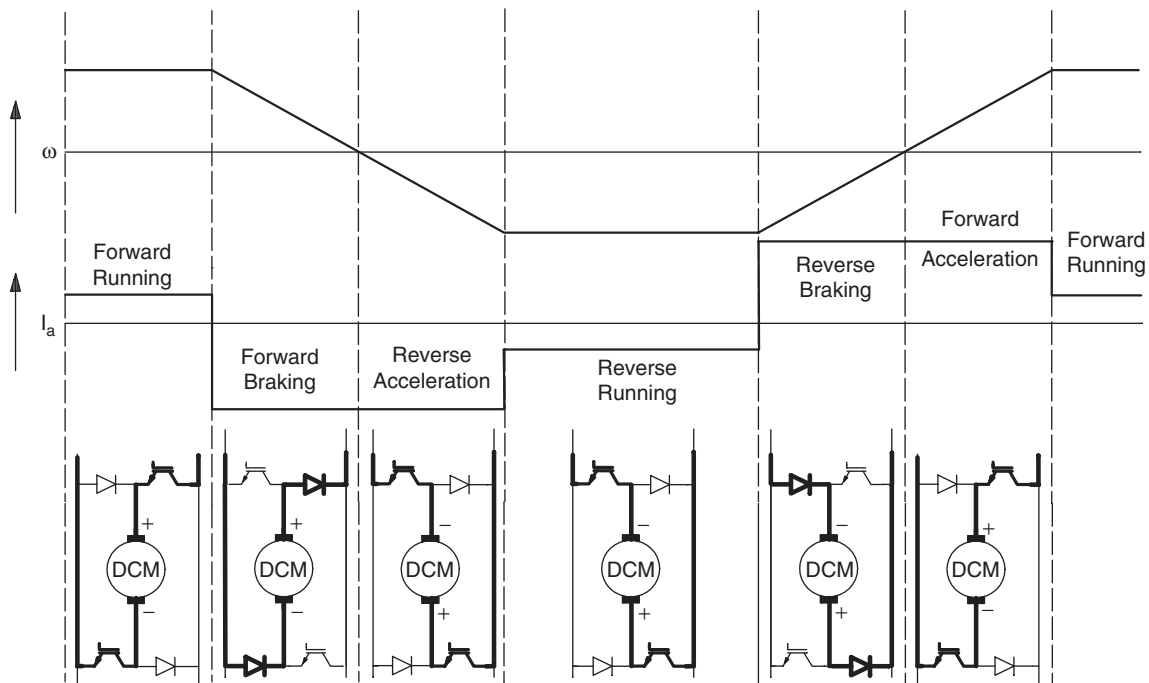 ω
Forward
Running
Forward
Acceleration
Forward
Running
Reverse
Braking
Iₐ
Forward
Braking
Reverse
Acceleration
Reverse
Running
+
+
−
−
−
+
DCM
DCM
DCM
DCM
DCM
DCM
−
−
+
+
+
−